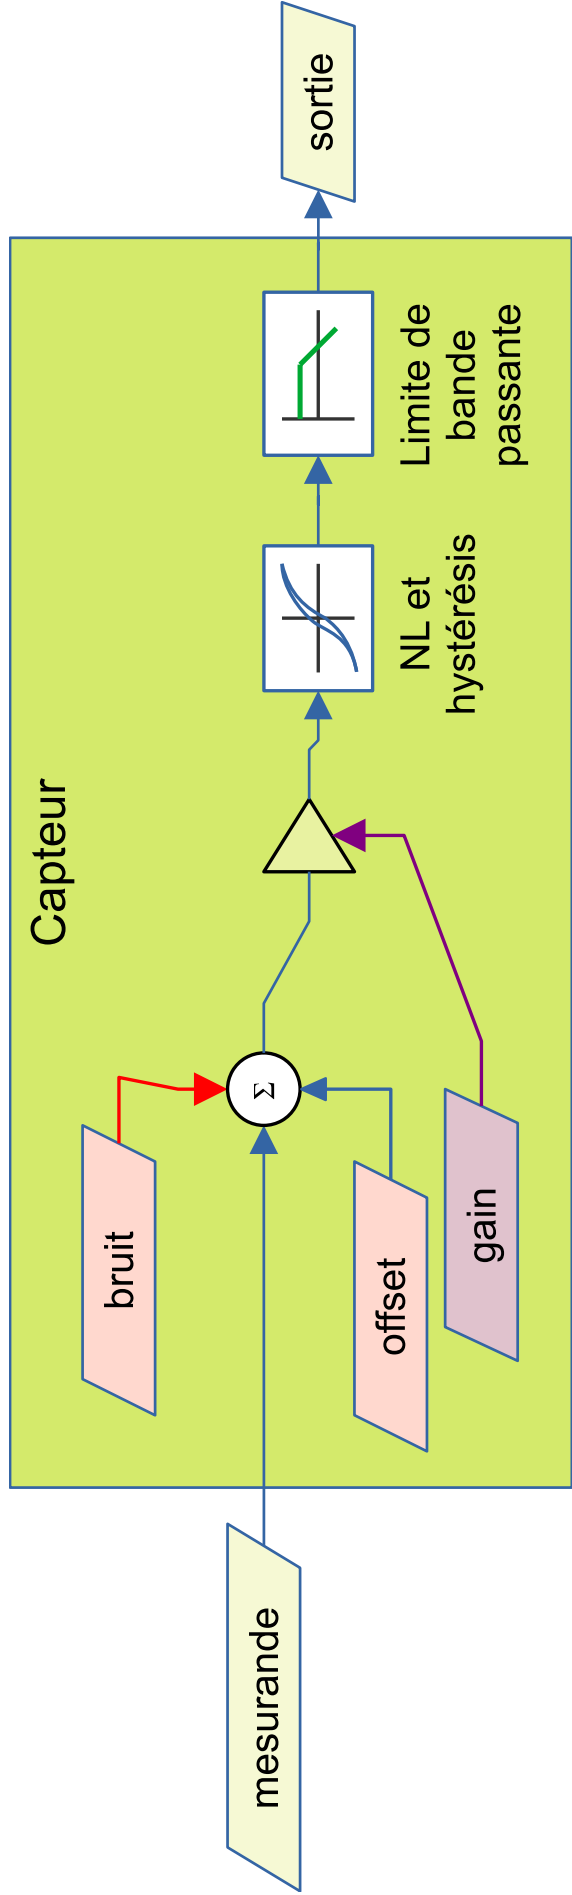 Capteur
mesurande
bruit
Σ
offset
gain
NL et
hystérésis
Limite de
bande
passante
sortie